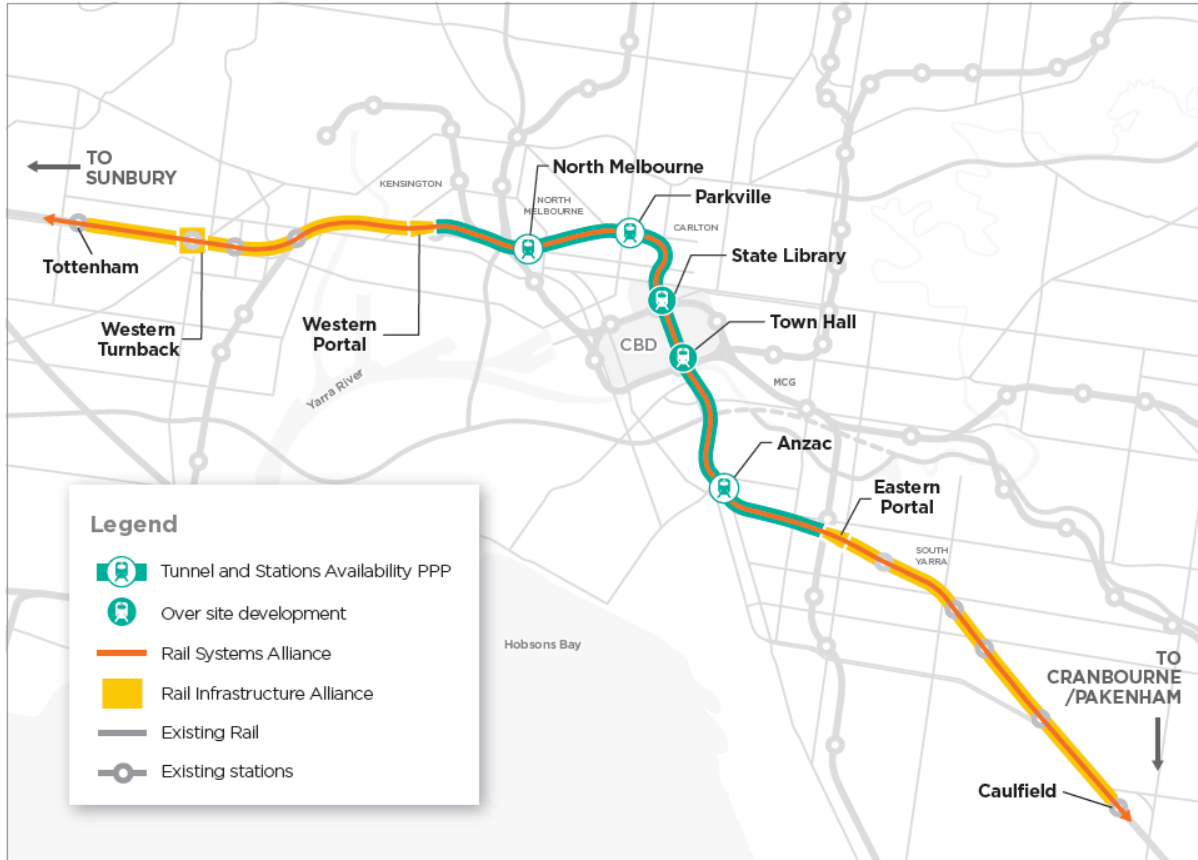 TO
SUNBURY
KENSINGTON
North Melbourne
NORTH
MELBOURNE
Parkville
CARLTON
State Library
Tottenham
Western
Turnback
Western
Portal
Town Hall
CBD
Yarra River
MCG
Anzac
Eastern
Portal
SOUTH
YARRA
Hobsons Bay
TO
CRANBOURNE
/PAKENHAM
Caulfield
Legend
Tunnel and Stations Availability PPP
Over site development
Rail Systems Alliance
Rail Infrastructure Alliance
Existing Rail
Existing stations